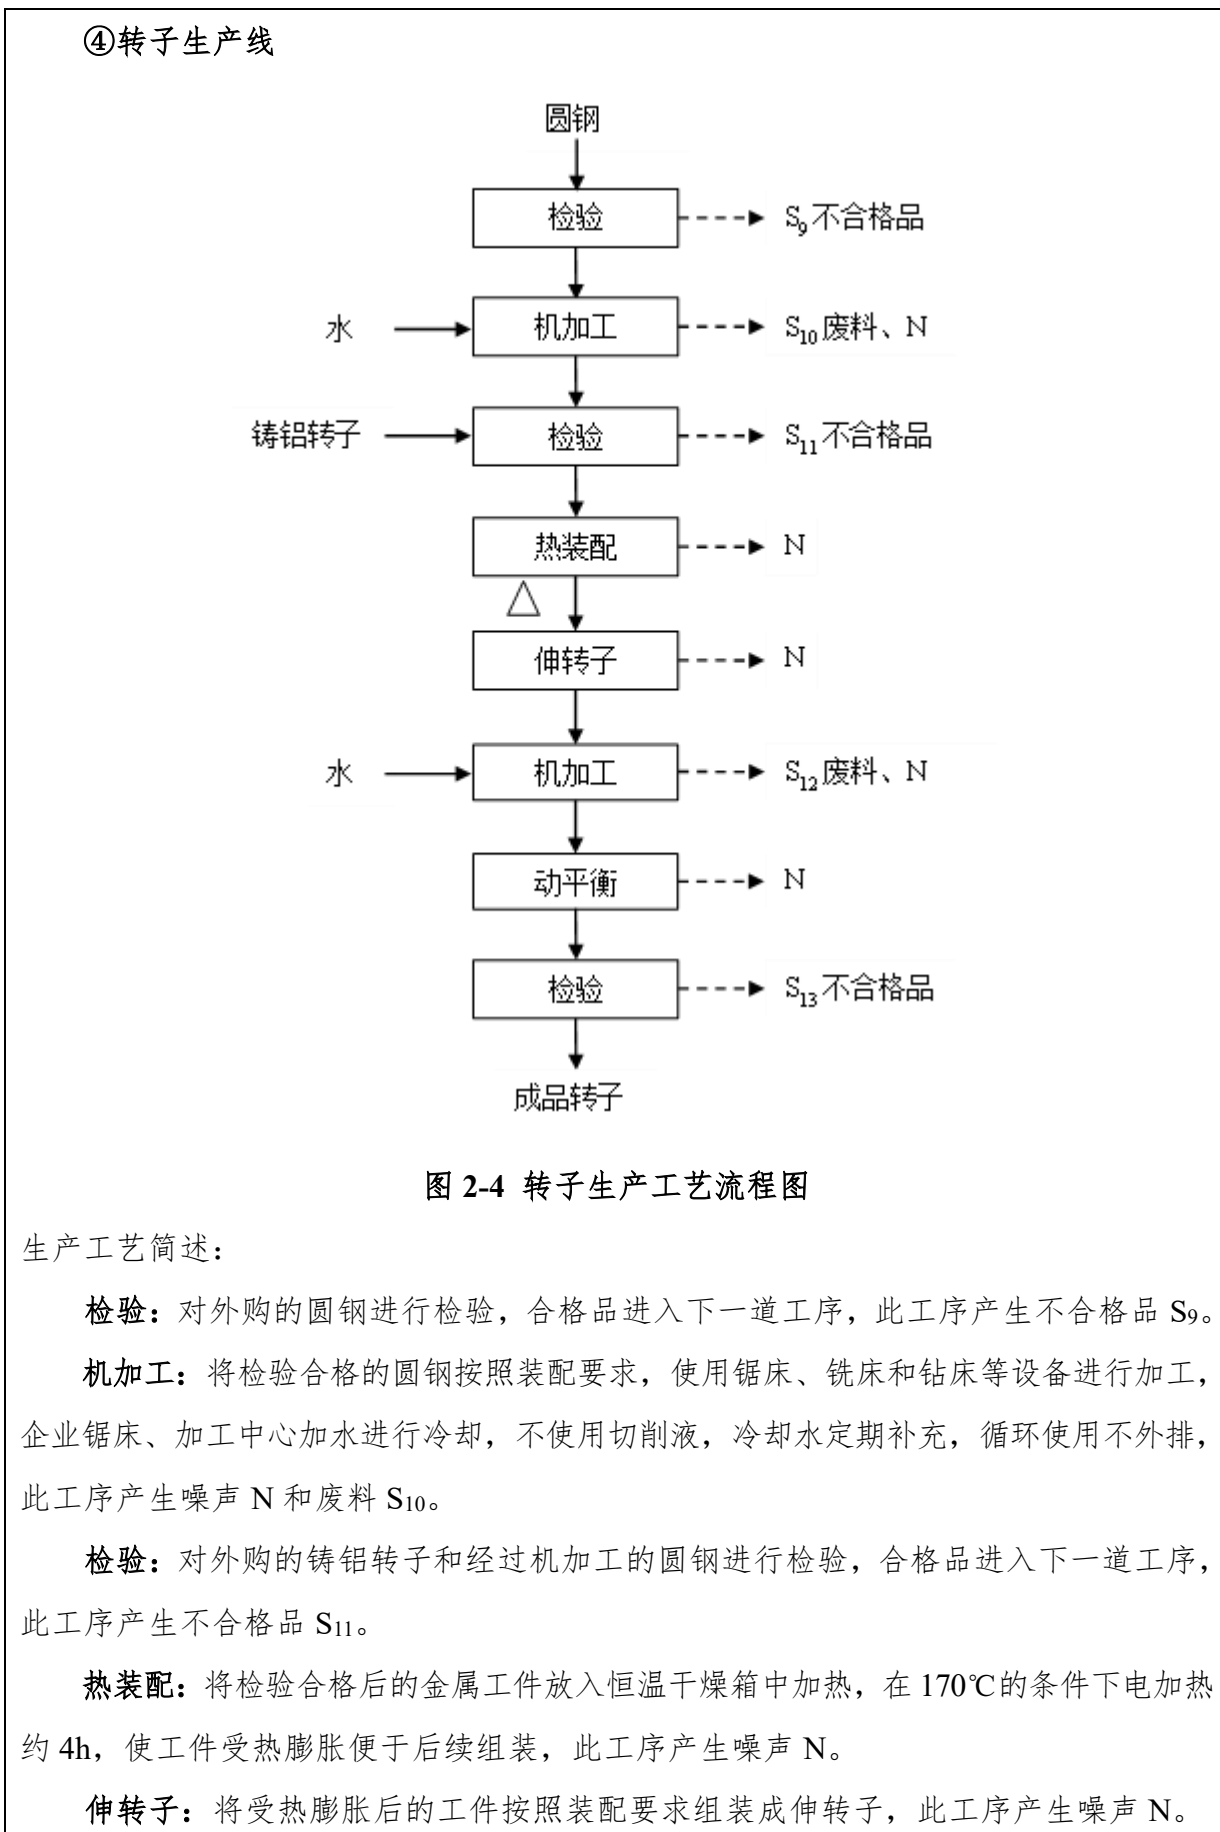 ④转子生产线
圆钢
检验
S9不合格品
水
机加工
S10废料、N
铸铝转子
检验
S11不合格品
热装配
N
伸转子
N
水
机加工
S12废料、N
动平衡
N
检验
S13不合格品
成品转子
图 2-4 转子生产工艺流程图
生产工艺简述：
检验：对外购的圆钢进行检验，合格品进入下一道工序，此工序产生不合格品 S9。
机加工：将检验合格的圆钢按照装配要求，使用锯床、铣床和钻床等设备进行加工，
企业锯床、加工中心加水进行冷却，不使用切削液，冷却水定期补充，循环使用不外排，
此工序产生噪声 N 和废料 S10。
检验：对外购的铸铝转子和经过机加工的圆钢进行检验，合格品进入下一道工序，
此工序产生不合格品 S11。
热装配：将检验合格后的金属工件放入恒温干燥箱中加热，在 170℃的条件下电加热
约 4h，使工件受热膨胀便于后续组装，此工序产生噪声 N。
伸转子：将受热膨胀后的工件按照装配要求组装成伸转子，此工序产生噪声 N。